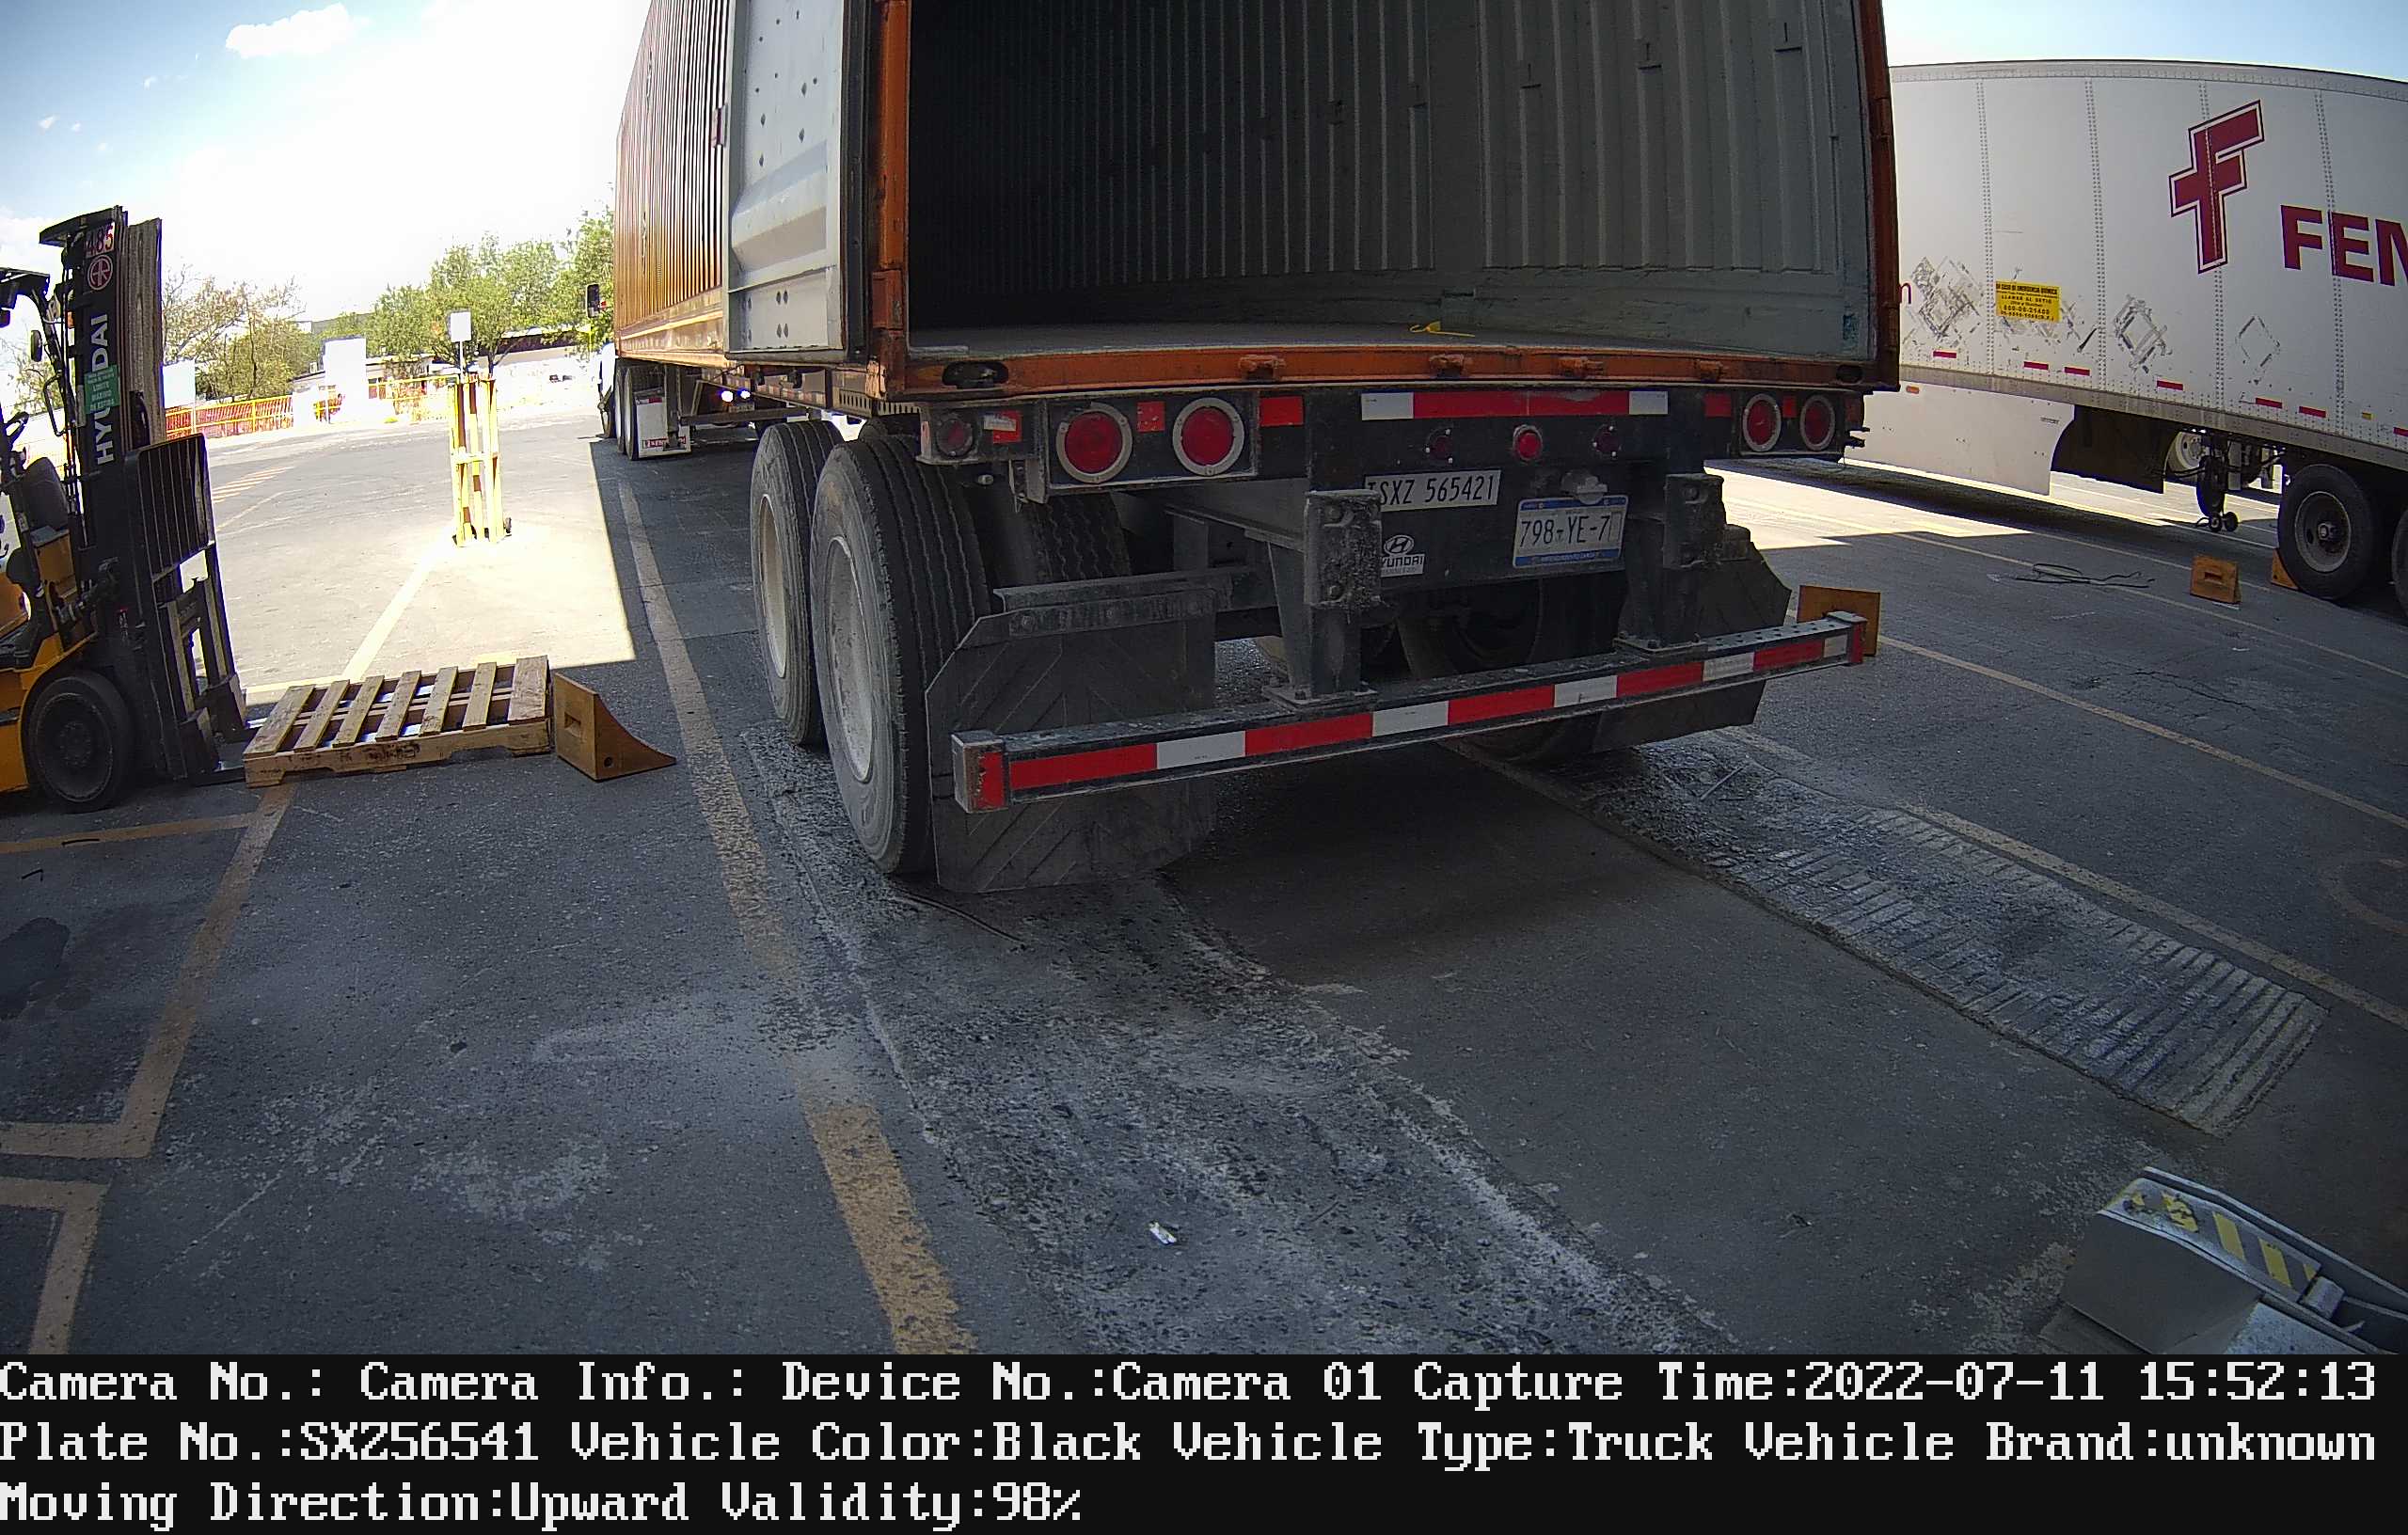 FEN
485
HYUNDAI
TSXZ 565421
798-YE-7
HYUNDAI
Camera No.: Camera Info.: Device No.:Camera 01 Capture Time:2022-07-11 15:52:13
Plate No.:SXZ56541 Vehicle Color:Black Vehicle Type:Truck Vehicle Brand:unknown
Moving Direction:Upward Validity:98%